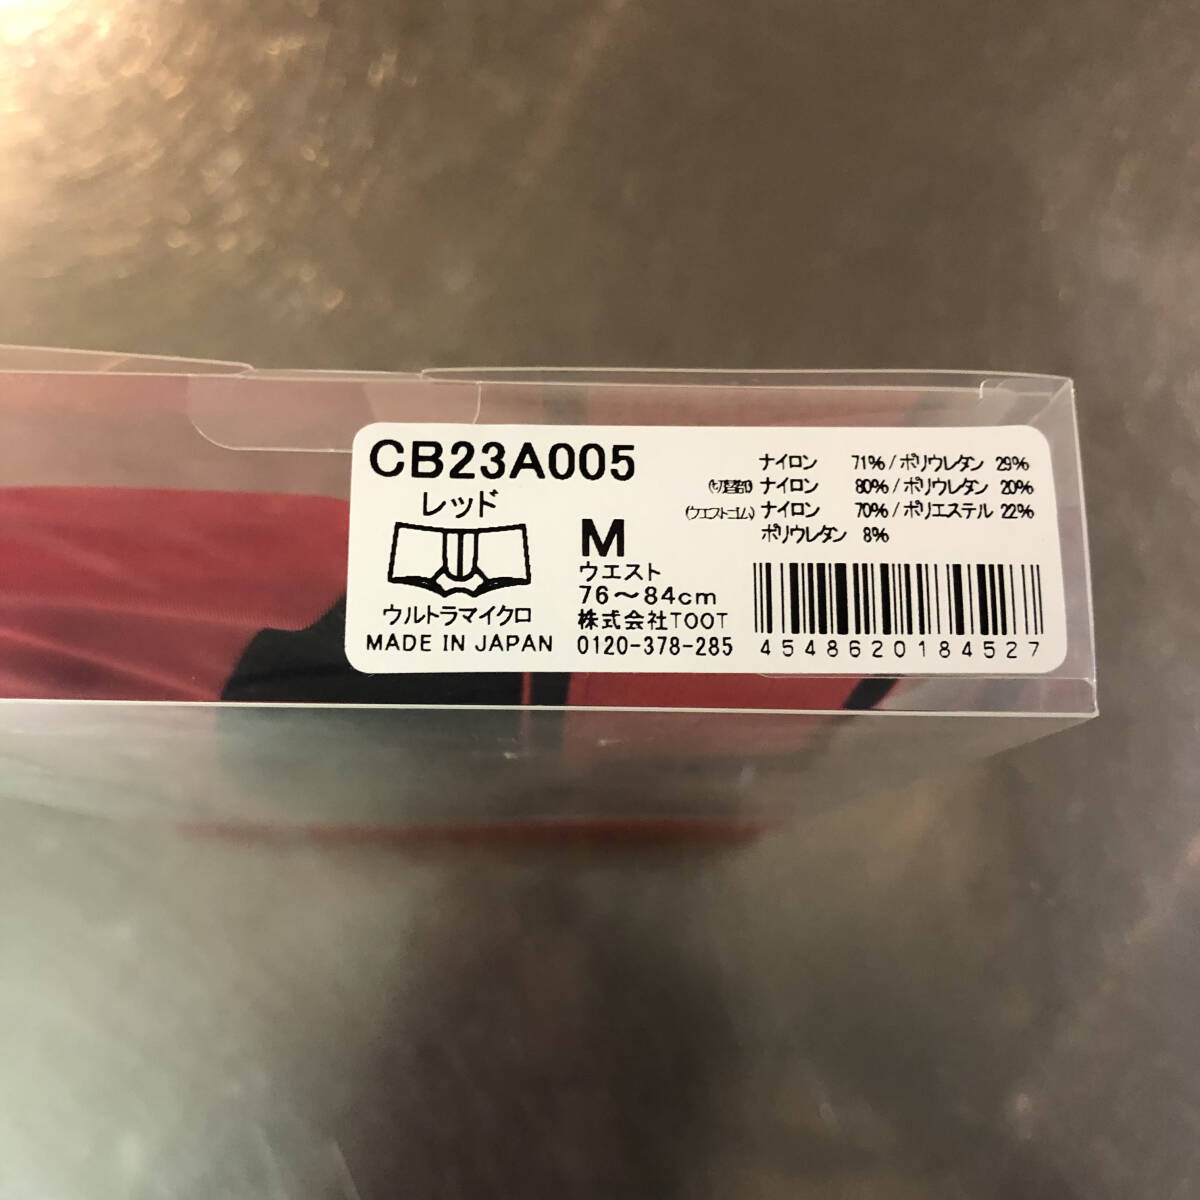 CB23A005
レッド
ウルトラマイクロ
MADE IN JAPAN
M
ウエスト
76～84cm
株式会社TOOT
0120-378-285
ナイロン 71%/ポリウレタン 29%
(切替部)ナイロン 80%/ポリウレタン 20%
(ウエストゴム)ナイロン 70%/ポリエステル 22%
ポリウレタン 8%
4548620184527